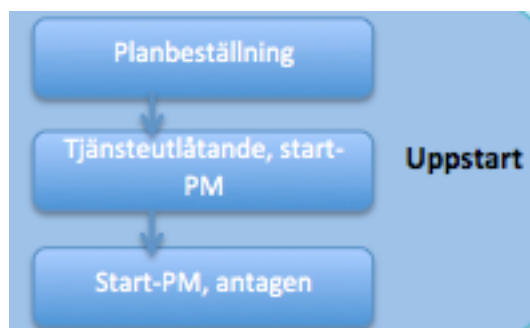 Planbeställning
Tjänsteutlåtande, start-
PM
Uppstart
Start-PM, antagen